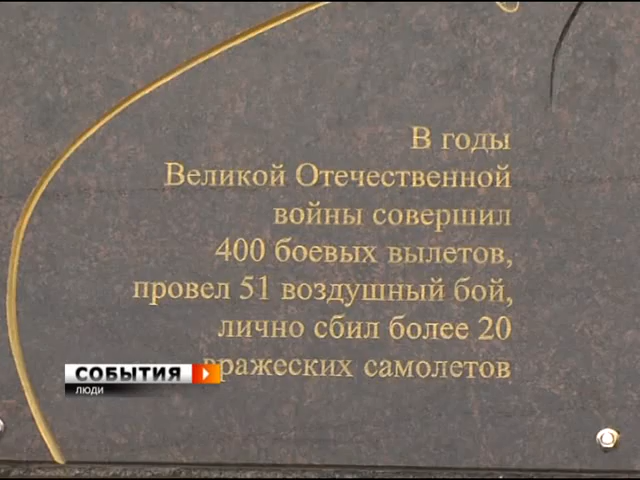 В годы
Великой Отечественной
войны совершил
400 боевых вылетов,
провел 51 воздушный бой,
лично сбил более 20
вражеских самолетов
СОБЫТИЯ
ЛЮДИ